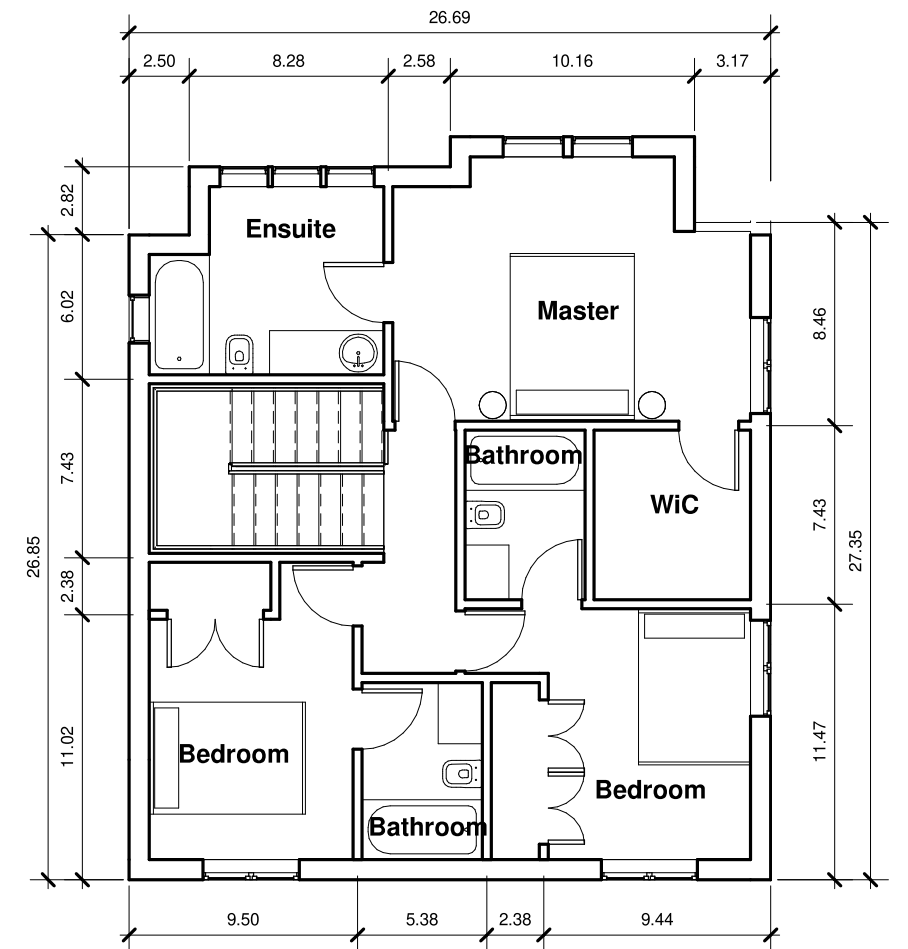 26.69
2.50 8.28 2.58 10.16 3.17
2.82
Ensuite
6.02
Master
8.46
7.43
Bathroom
WiC
7.43
26.85
27.35
2.38
11.02
11.47
Bedroom
Bedroom
Bathroom
9.50 5.38 2.38 9.44